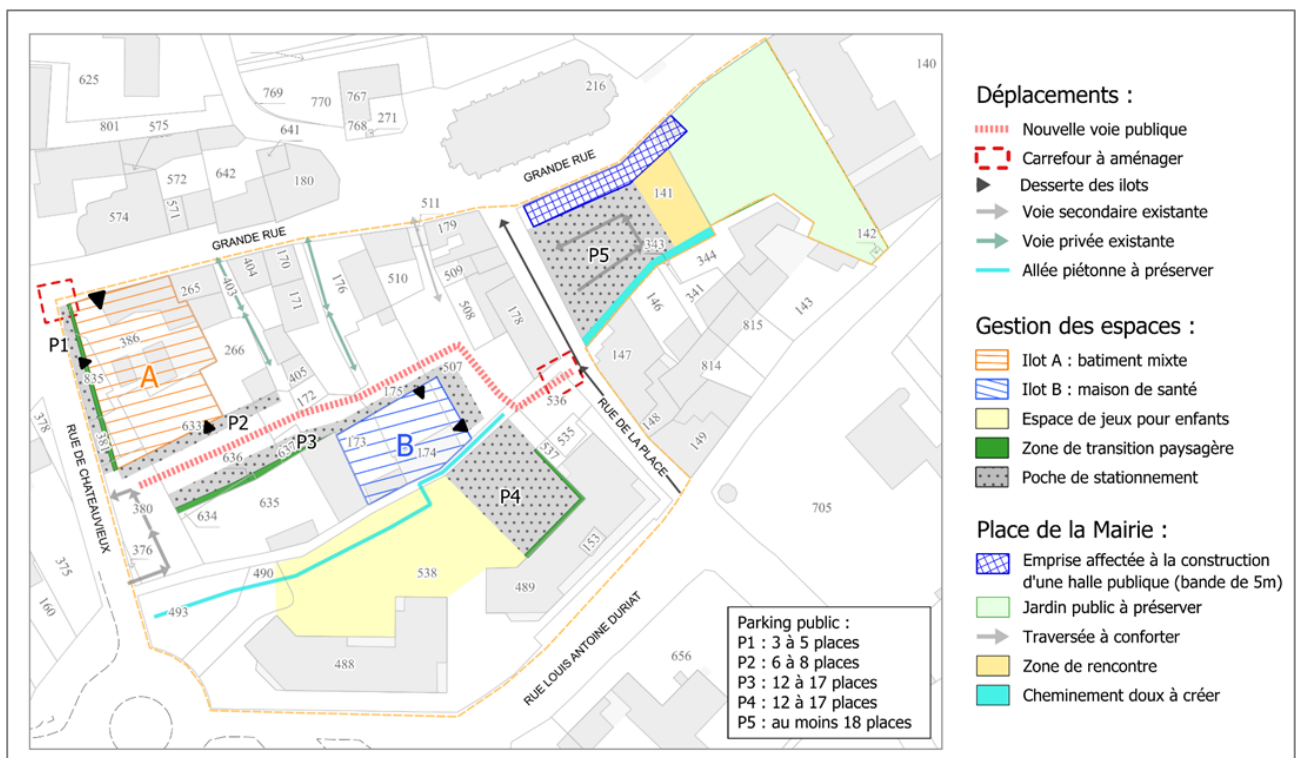 625
801
575
769
770
767
768
271
216
140
641
572
642
571
574
180
GRANDE RUE
141
142
511
179
GRANDE RUE
403
404
170
176
510
509
508
178
P5
343
344
341
146
143
265
171
386
P1
A
266
405
172
835
381
633
P2
636
637
P3
175
507
173
B
174
536
535
537
147
815
814
148
149
RUE DE LA PLACE
378
RUE DE CHATEAUVIEUX
380
376
634
635
P4
705
375
160
490
493
538
489
153
488
RUE LOUIS ANTOINE DURIAT
656
Parking public :
P1 : 3 à 5 places
P2 : 6 à 8 places
P3 : 12 à 17 places
P4 : 12 à 17 places
P5 : au moins 18 places
Déplacements :
Nouvelle voie publique
Carrefour à aménager
Desserte des ilots
Voie secondaire existante
Voie privée existante
Allée piétonne à préserver
Gestion des espaces :
Ilot A : batiment mixte
Ilot B : maison de santé
Espace de jeux pour enfants
Zone de transition paysagère
Poche de stationnement
Place de la Mairie :
Emprise affectée à la construction
d'une halle publique (bande de 5m)
Jardin public à préserver
Traversée à conforter
Zone de rencontre
Cheminement doux à créer